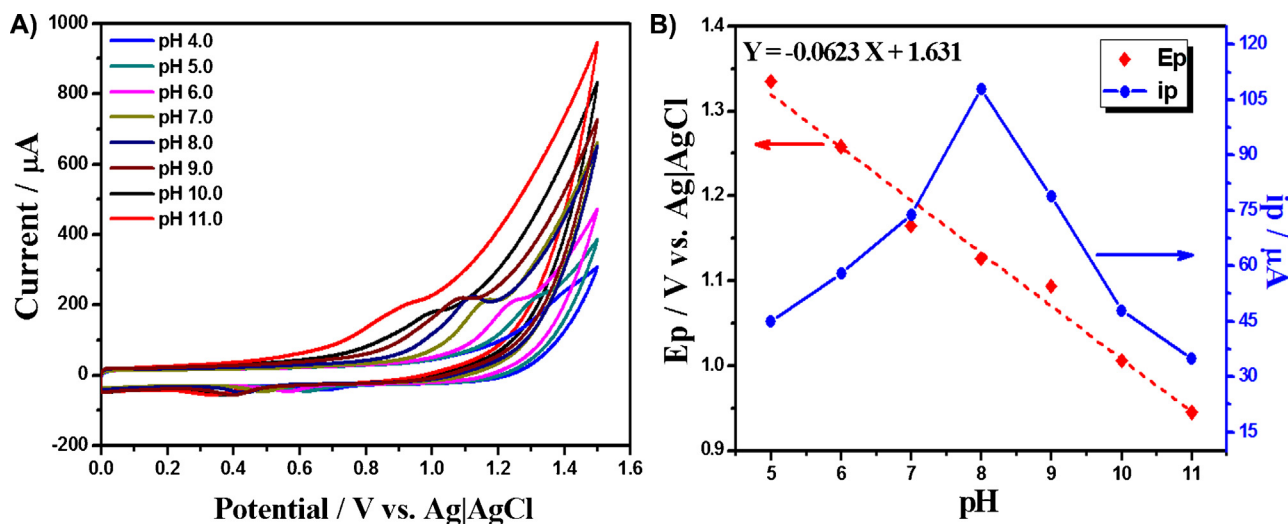 A)
1000
800
600
400
200
0
-200
Current / µA
pH 4.0
pH 5.0
pH 6.0
pH 7.0
pH 8.0
pH 9.0
pH 10.0
pH 11.0
0.0 0.2 0.4 0.6 0.8 1.0 1.2 1.4 1.6
Potential / V vs. Ag|AgCl
B)
Y = -0.0623 X + 1.631
Ep
ip
1.4
1.3
1.2
1.1
1.0
0.9
Ep / V vs. Ag|AgCl
120
105
90
75
60
45
30
15
ip / µA
5 6 7 8 9 10 11
pH